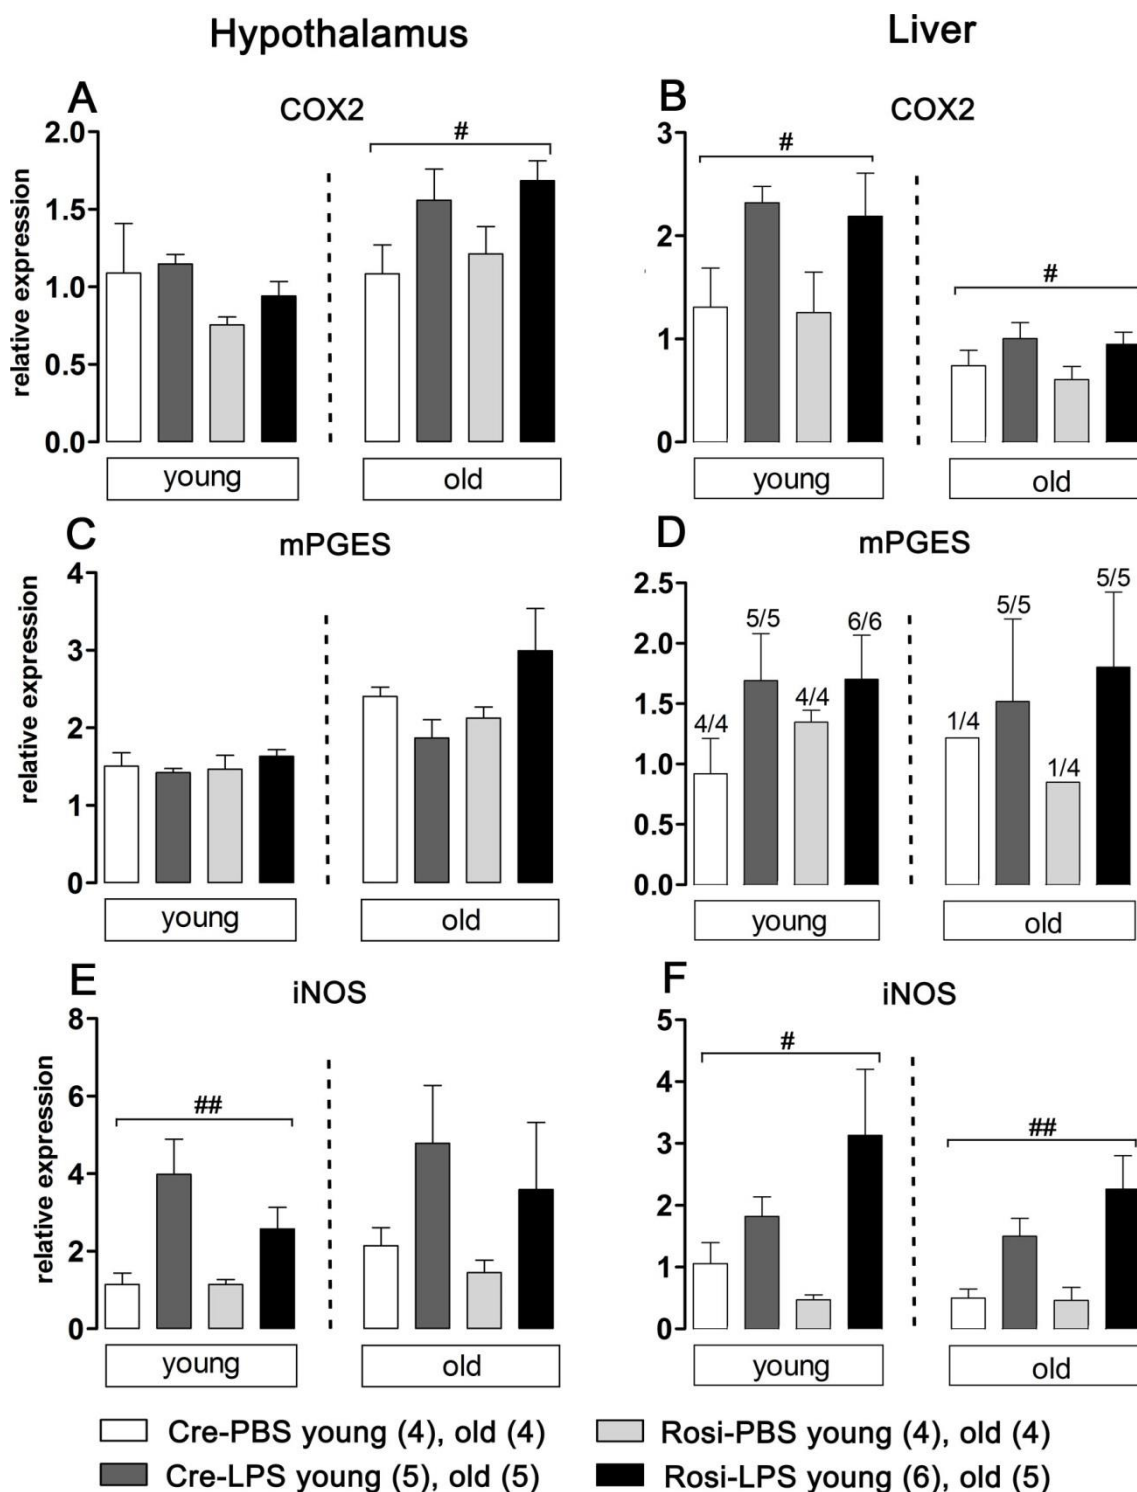 Hypothalamus
Liver
A
COX2
relative expression
2.0
1.5
1.0
0.5
0.0
#
young
old
B
COX2
3
2
1
0
#
#
young
old
C
mPGES
relative expression
4
3
2
1
0
young
old
D
mPGES
2.5
2.0
1.5
1.0
0.5
0.0
4/4
5/5
4/4
6/6
1/4
5/5
1/4
5/5
young
old
E
iNOS
relative expression
8
6
4
2
0
##
young
old
F
iNOS
5
4
3
2
1
0
#
##
young
old
Cre-PBS young (4), old (4)
Rosi-PBS young (4), old (4)
Cre-LPS young (5), old (5)
Rosi-LPS young (6), old (5)